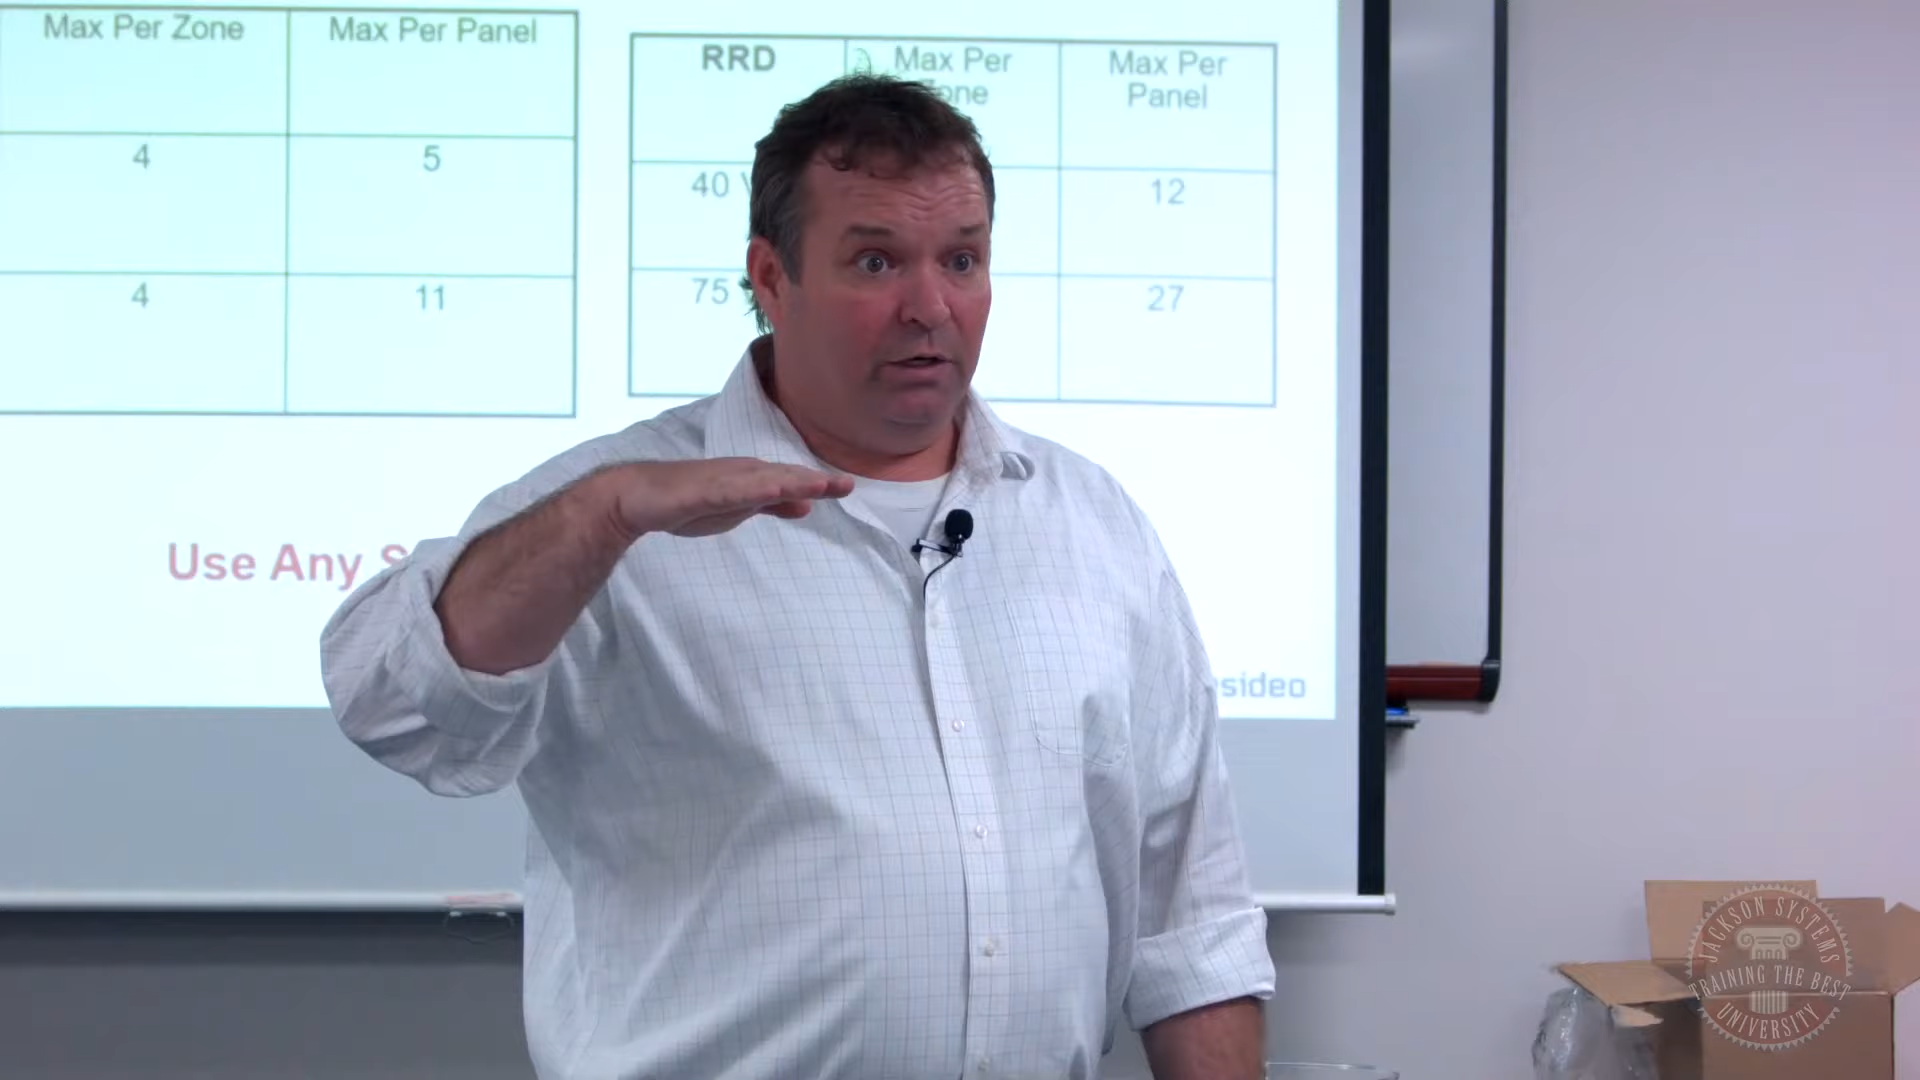 Max Per Zone
Max Per Panel
4
5
4
11
RRD
Max Per
Max Per
Panel
40
12
75
27
Use Any
JACKSON SYSTEMS
TRAINING THE BEST
UNIVERSITY